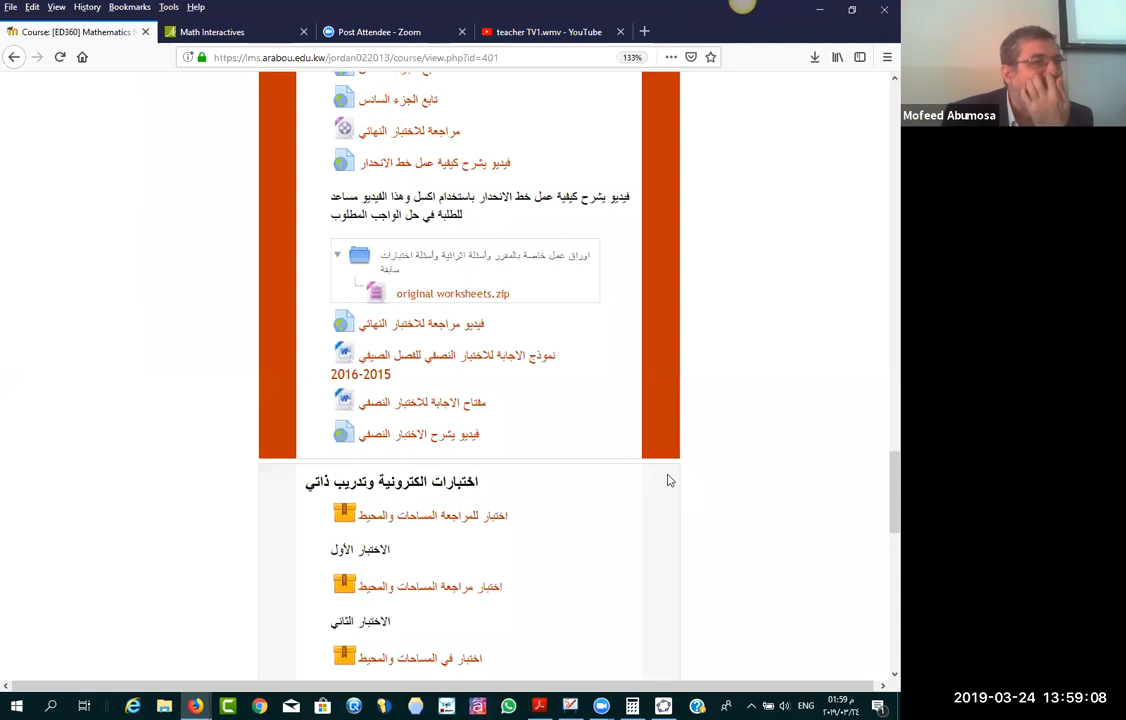 File Edit View History Bookmarks Tools Help
Course: [ED360] Mathematics f
Math Interactives
Post Attendee - Zoom
teacher TV1.wmv - YouTube
https://lms.arabou.edu.kw/jordan022013/course/view.php?id=401
133%
Mofeed Abumosa
تابع الجزء السادس
مراجعة للاختبار النهائي
فيديو يشرح كيفية عمل خط الانحدار
فيديو يشرح كيفية عمل خط الانحدار باستخدام اكسل وهذا الفيديو مساعد
للطلبة في حل الواجب المطلوب
اوراق عمل خاصة بالمقرر وأسئلة اثرائية وأسئلة اختبارات
سابقة
original worksheets.zip
فيديو مراجعة للاختبار النهائي
نموذج الاجابة للاختبار النصفي للفصل الصيفي
2016-2015
مفتاح الاجابة للاختبار النصفي
فيديو يشرح الاختبار النصفي
اختبارات الكترونية وتدريب ذاتي
اختبار للمراجعة المساحات والمحيط
الاختبار الأول
اختبار مراجعة المساحات والمحيط
الاختبار الثاني
اختبار في المساحات والمحيط
ENG
01:59 م
٢٠١٩/٠٣/٢٤
2019-03-24 13:59:08